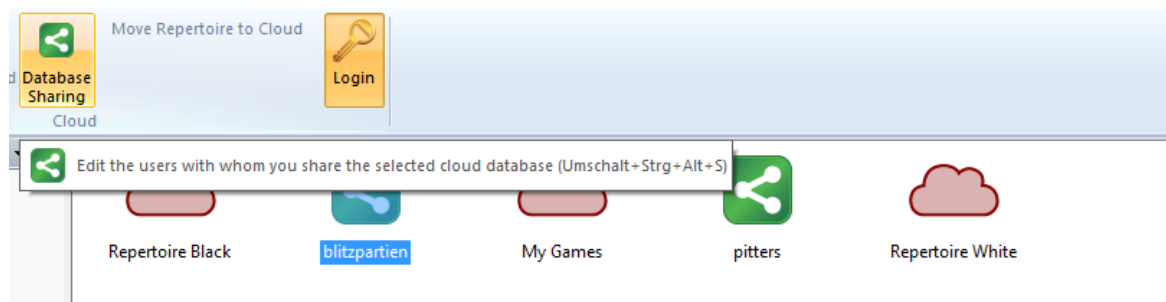 Move Repertoire to Cloud
d Database
Sharing
Login
Cloud
Edit the users with whom you share the selected cloud database (Umschalt+Strg+Alt+S)
Repertoire Black
blitzpartien
My Games
pitters
Repertoire White